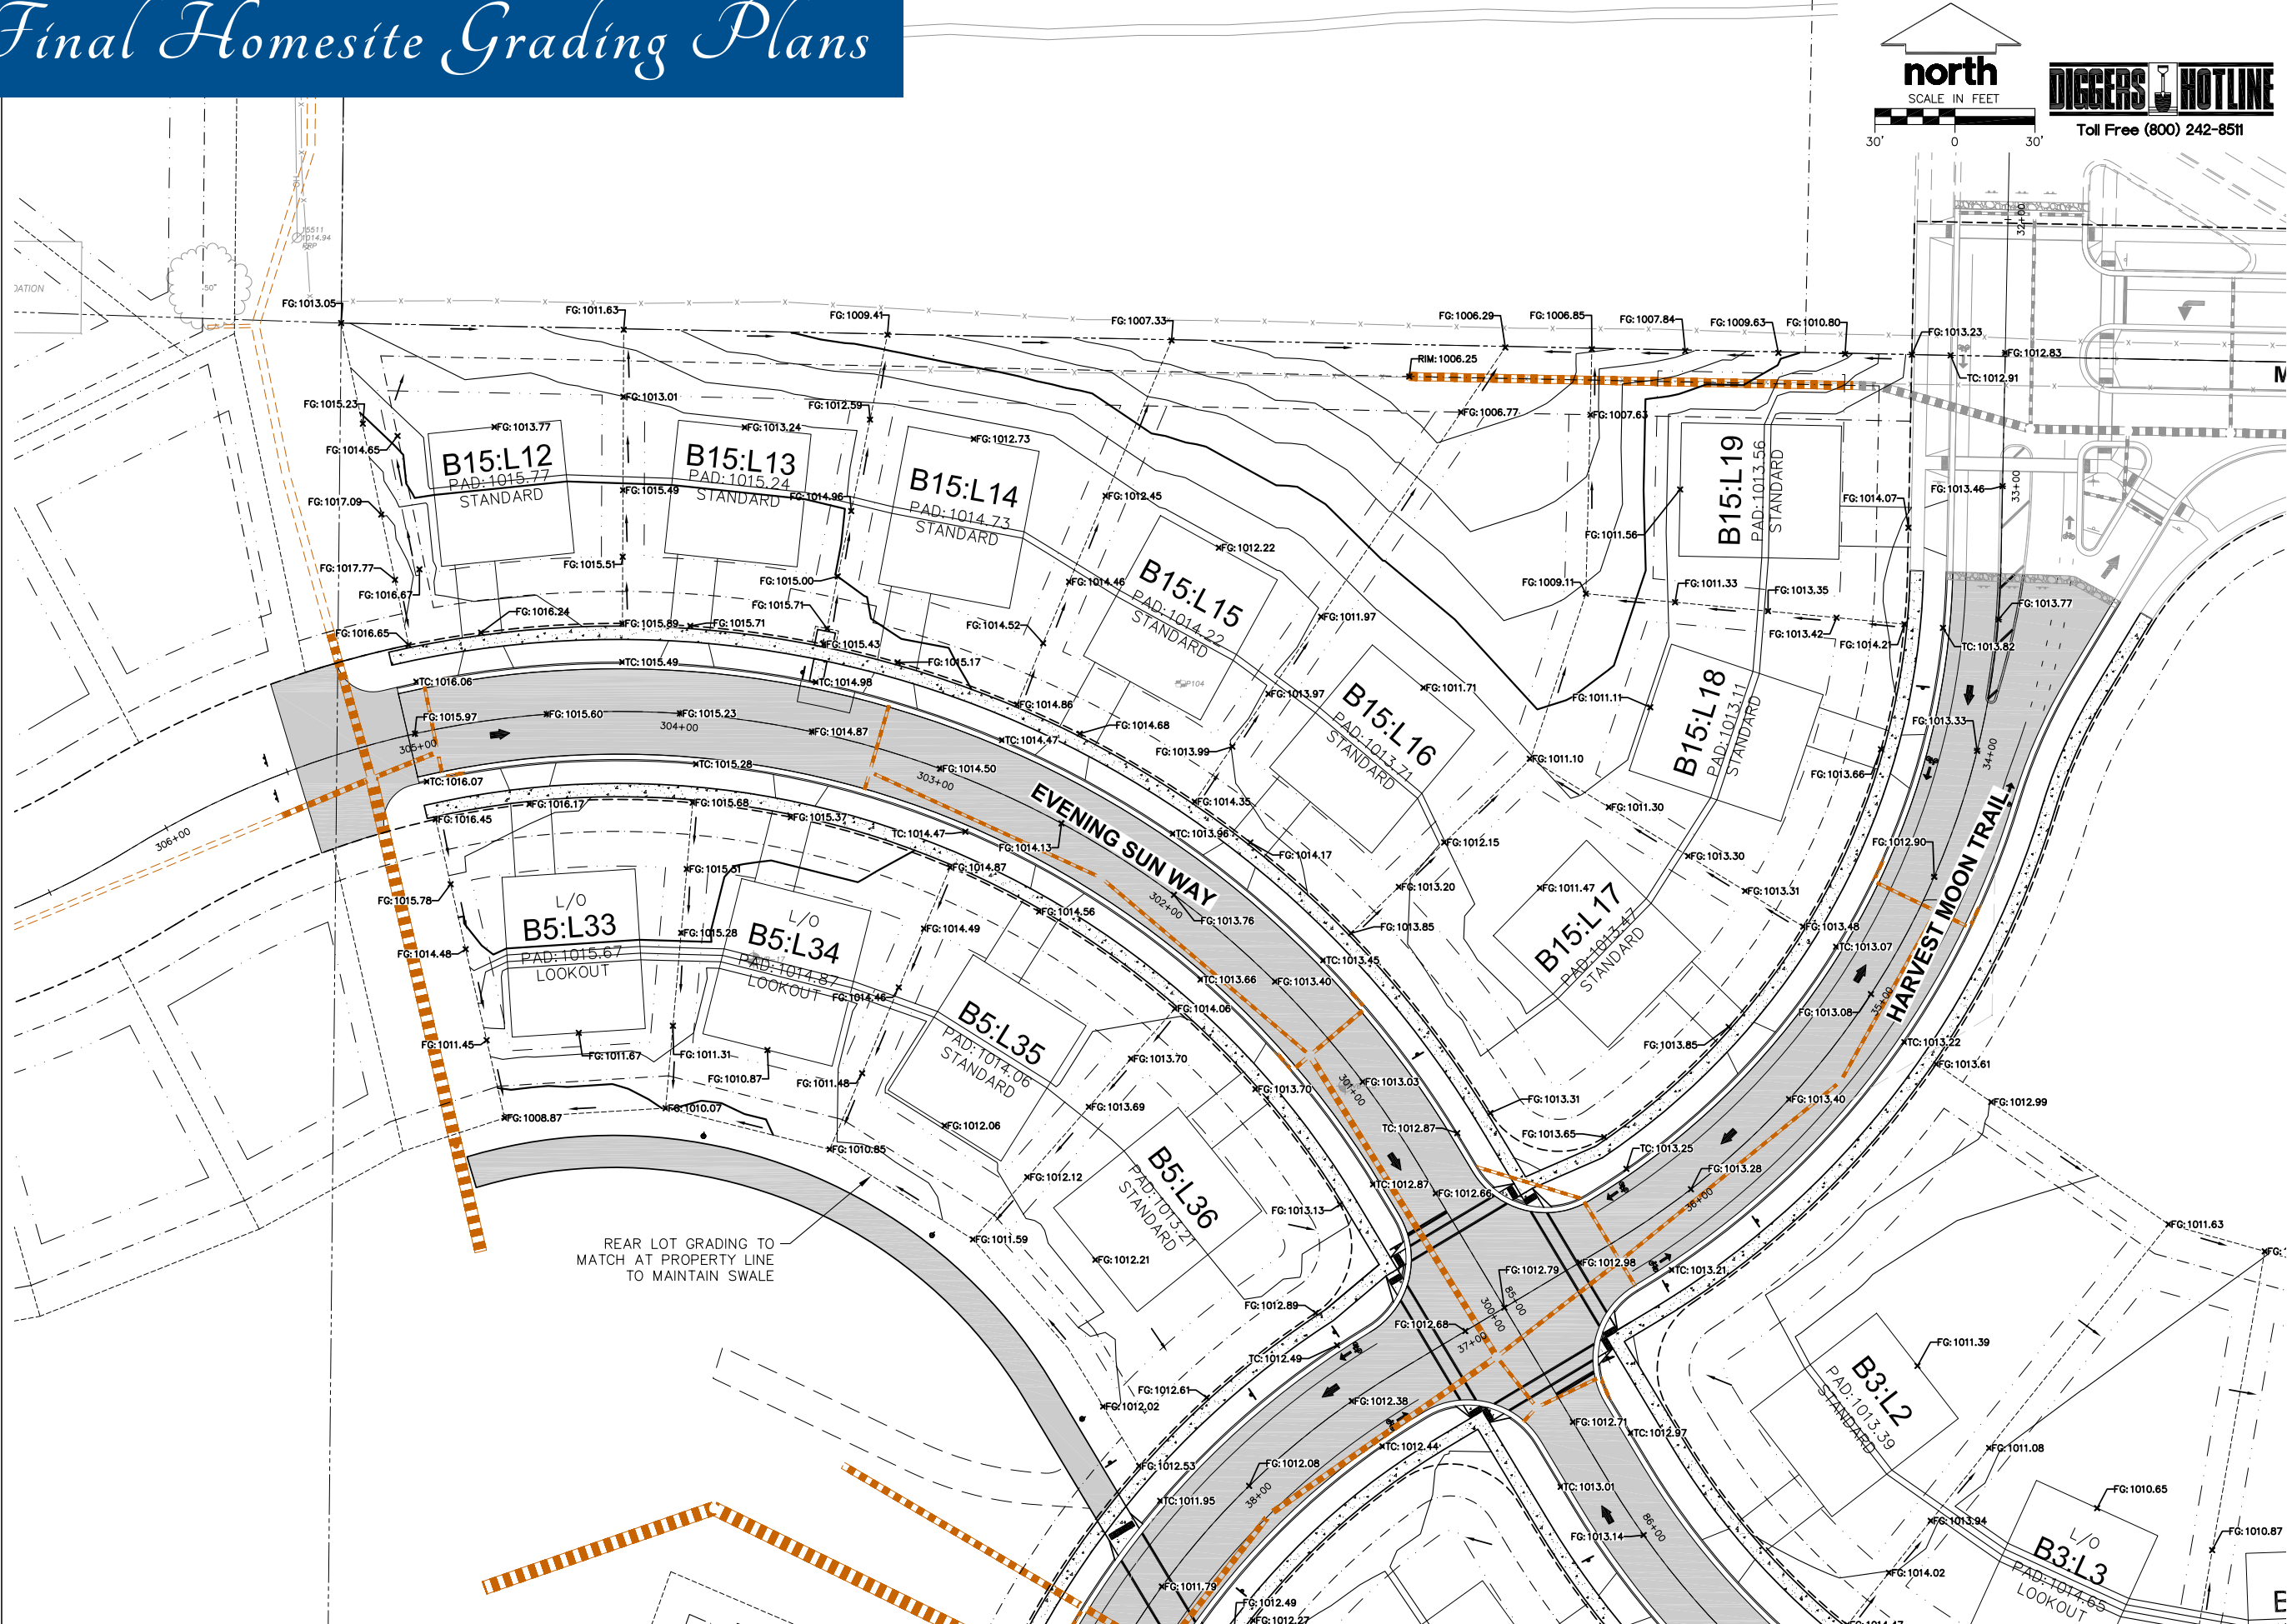 Final Homesite Grading Plans
north
SCALE IN FEET
30'
0
30'
DIGGERS HOTLINE
Toll Free (800) 242-8511
32+00
15511
1014.94
DATION
50"
FG:1013.05
FG:1011.63
FG:1009.41
FG:1007.33
FG:1006.29
FG:1006.85
FG:1007.84
FG:1009.63
FG:1010.80
FG:1013.23
FG:1012.83
RIM:1006.25
TC:1012.91
M
FG:1015.23
FG:1013.01
FG:1012.59
FG:1006.77
FG:1007.63
FG:1013.77
FG:1013.24
FG:1012.73
FG:1014.65
B15:L12
PAD:1015.77
STANDARD
B15:L13
PAD:1015.24
STANDARD
B15:L14
PAD:1014.73
STANDARD
B15:L19
PAD:1013.56
STANDARD
FG:1015.49
FG:1014.96
FG:1012.45
FG:1014.07
FG:1013.46
33+00
FG:1017.09
FG:1011.56
FG:1012.22
FG:1017.77
FG:1015.51
FG:1015.00
FG:1014.46
FG:1009.11
FG:1011.33
FG:1013.35
FG:1016.67
FG:1016.24
FG:1015.71
B15:L15
PAD:1014.22
STANDARD
FG:1013.77
FG:1016.65
FG:1015.89
FG:1015.71
FG:1015.43
FG:1014.52
FG:1011.97
FG:1013.42
FG:1014.21
TC:1013.82
TC:1015.49
FG:1015.17
TC:1016.06
TC:1014.98
P104
FG:1013.97
FG:1011.71
FG:1011.11
B15:L16
PAD:1013.71
STANDARD
B15:L18
PAD:1013.11
STANDARD
FG:1015.97
FG:1015.60
FG:1015.23
304+00
FG:1014.87
FG:1014.86
FG:1014.68
TC:1014.47
FG:1013.99
FG:1013.33
305+00
34+00
TC:1016.07
TC:1015.28
FG:1014.50
303+00
FG:1011.10
FG:1013.66
306+00
FG:1016.17
FG:1015.68
FG:1015.37
FG:1016.45
TC:1014.47
FG:1014.13
EVENING SUN WAY
FG:1014.35
TC:1013.96
FG:1014.17
FG:1011.30
FG:1012.15
FG:1012.90
FG:1013.30
FG:1015.31
FG:1014.87
FG:1013.20
FG:1011.47
FG:1013.31
FG:1015.78
L/O
B5:L33
PAD:1015.67
LOOKOUT
FG:1015.28
L/O
B5:L34
PAD:1014.87
LOOKOUT
FG:1014.56
302+00
FG:1013.76
FG:1014.49
FG:1013.85
B15:L17
PAD:1013.47
STANDARD
FG:1013.48
TC:1013.07
HARVEST MOON TRAIL
FG:1014.48
TC:1013.45
FG:1014.46
TC:1013.66
FG:1013.40
FG:1014.06
35+00
FG:1013.08
B5:L35
PAD:1014.06
STANDARD
FG:1011.45
FG:1011.67
FG:1011.31
FG:1013.70
FG:1013.85
TC:1013.22
FG:1013.61
FG:1010.87
FG:1011.48
FG:1013.70
301+00
FG:1013.03
FG:1008.87
FG:1010.07
FG:1013.69
FG:1013.31
FG:1013.40
FG:1012.99
FG:1012.06
TC:1012.87
FG:1013.65
FG:1010.85
TC:1013.25
FG:1012.12
B5:L36
PAD:1013.21
STANDARD
TC:1012.87
FG:1012.66
FG:1013.28
36+00
FG:1013.13
FG:1011.63
REAR LOT GRADING TO
MATCH AT PROPERTY LINE
TO MAINTAIN SWALE
FG:1011.59
FG:1012.21
FG:1012.79
FG:1012.98
TC:1013.21
FG:
85+00
300+00
FG:1012.89
FG:1012.68
37+00
TC:1012.49
FG:1011.39
B3:L2
PAD:1013.39
STANDARD
FG:1012.61
FG:1012.02
FG:1012.38
FG:1012.71
TC:1012.97
TC:1012.44
FG:1011.08
FG:1012.53
FG:1012.08
38+00
TC:1011.95
TC:1013.01
FG:1010.65
FG:1013.94
FG:1013.14
86+00
FG:1010.87
L/O
B3:L3
PAD:1014.65
LOOKOUT
FG:1014.02
FG:1011.79
FG:1012.49
FG:1012.27